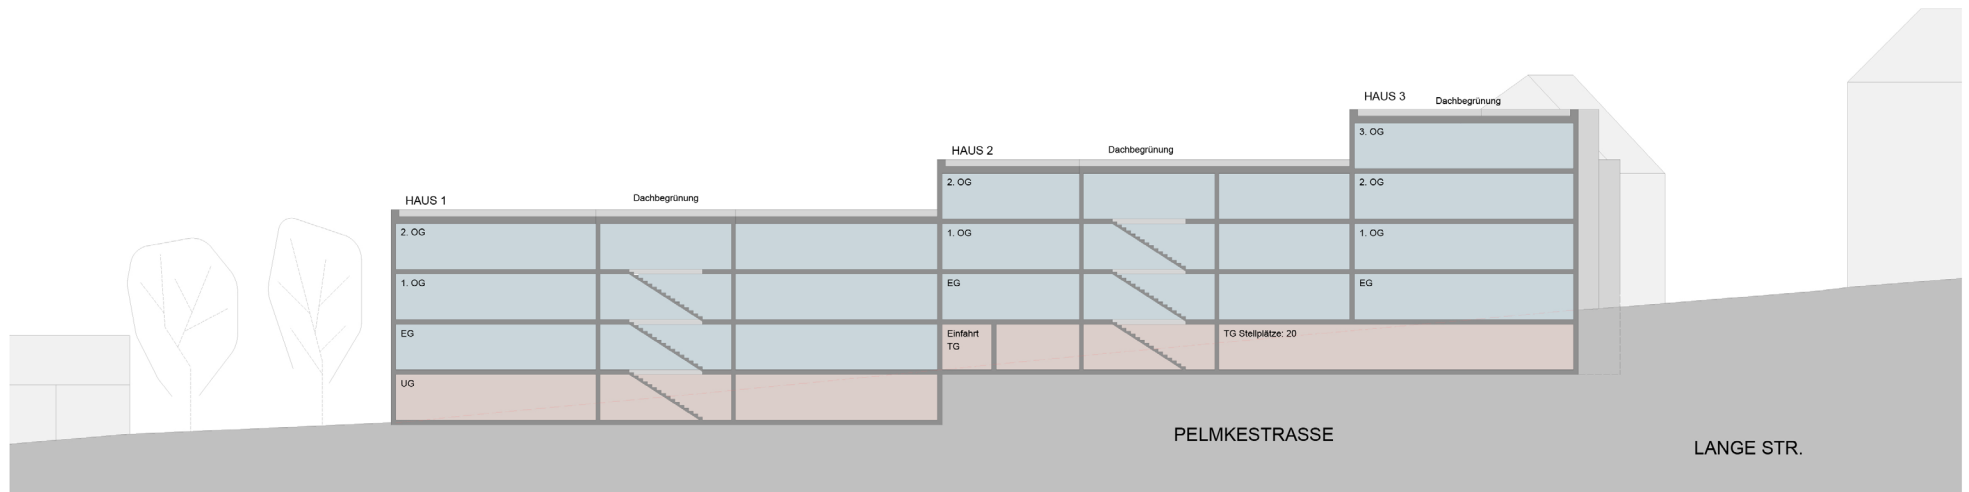 HAUS 3
Dachbegrünung
3. OG
2. OG
1. OG
EG
HAUS 2
Dachbegrünung
2. OG
1. OG
EG
Einfahrt
TG
TG Stellplätze: 20
HAUS 1
Dachbegrünung
2. OG
1. OG
EG
UG
PELMKESTRASSE
LANGE STR.